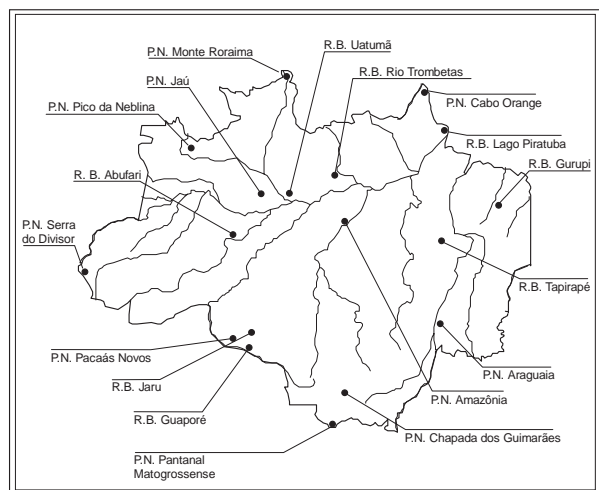 P.N. Monte Roraima
R.B. Uatumã
P.N. Jaú
R.B. Rio Trombetas
P.N. Pico da Neblina
P.N. Cabo Orange
R.B. Lago Piratuba
R.B. Gurupi
R. B. Abufari
P.N. Serra
do Divisor
R.B. Tapirapé
P.N. Pacaás Novos
P.N. Araguaia
R.B. Jaru
P.N. Amazônia
R.B. Guaporé
P.N. Chapada dos Guimarães
P.N. Pantanal
Matogrossense